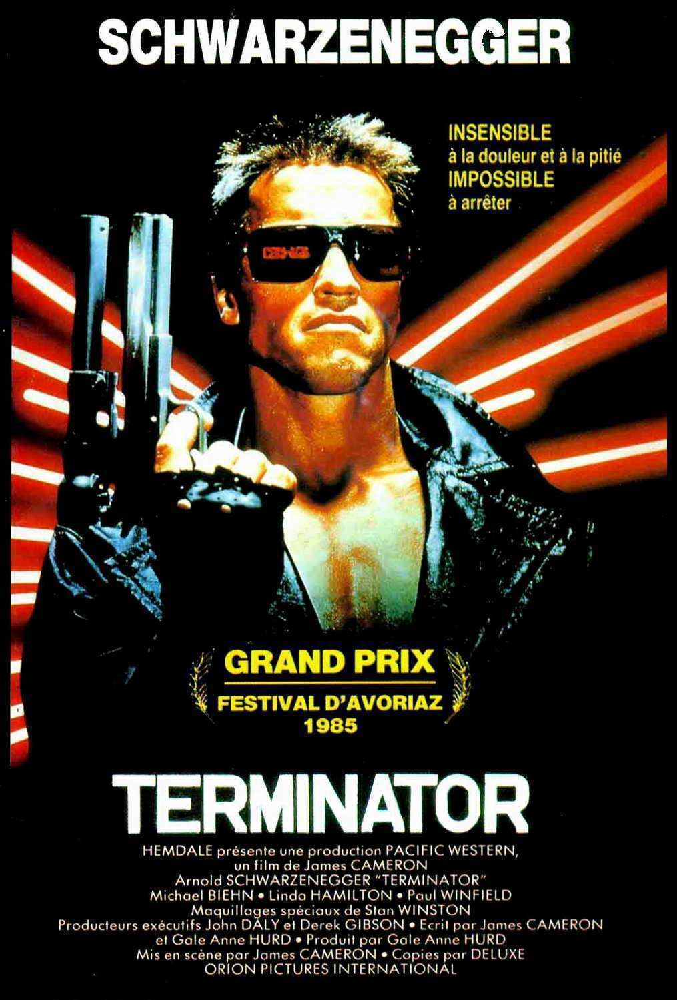 SCHWARZENEGGER
INSENSIBLE
à la douleur et à la pitié
IMPOSSIBLE
à arrêter
GRAND PRIX
FESTIVAL D'AVORIAZ
1985
TERMINATOR
HEMDALE présente une production PACIFIC WESTERN,
un film de James CAMERON
Arnold SCHWARZENEGGER "TERMINATOR"
Michael BIEHN • Linda HAMILTON • Paul WINFIELD
Maquillages spéciaux de Stan WINSTON
Producteurs exécutifs John DALY et Derek GIBSON • Ecrit par James CAMERON
et Gale Anne HURD • Produit par Gale Anne HURD
Mis en scène par James CAMERON • Copies par DELUXE
ORION PICTURES INTERNATIONAL